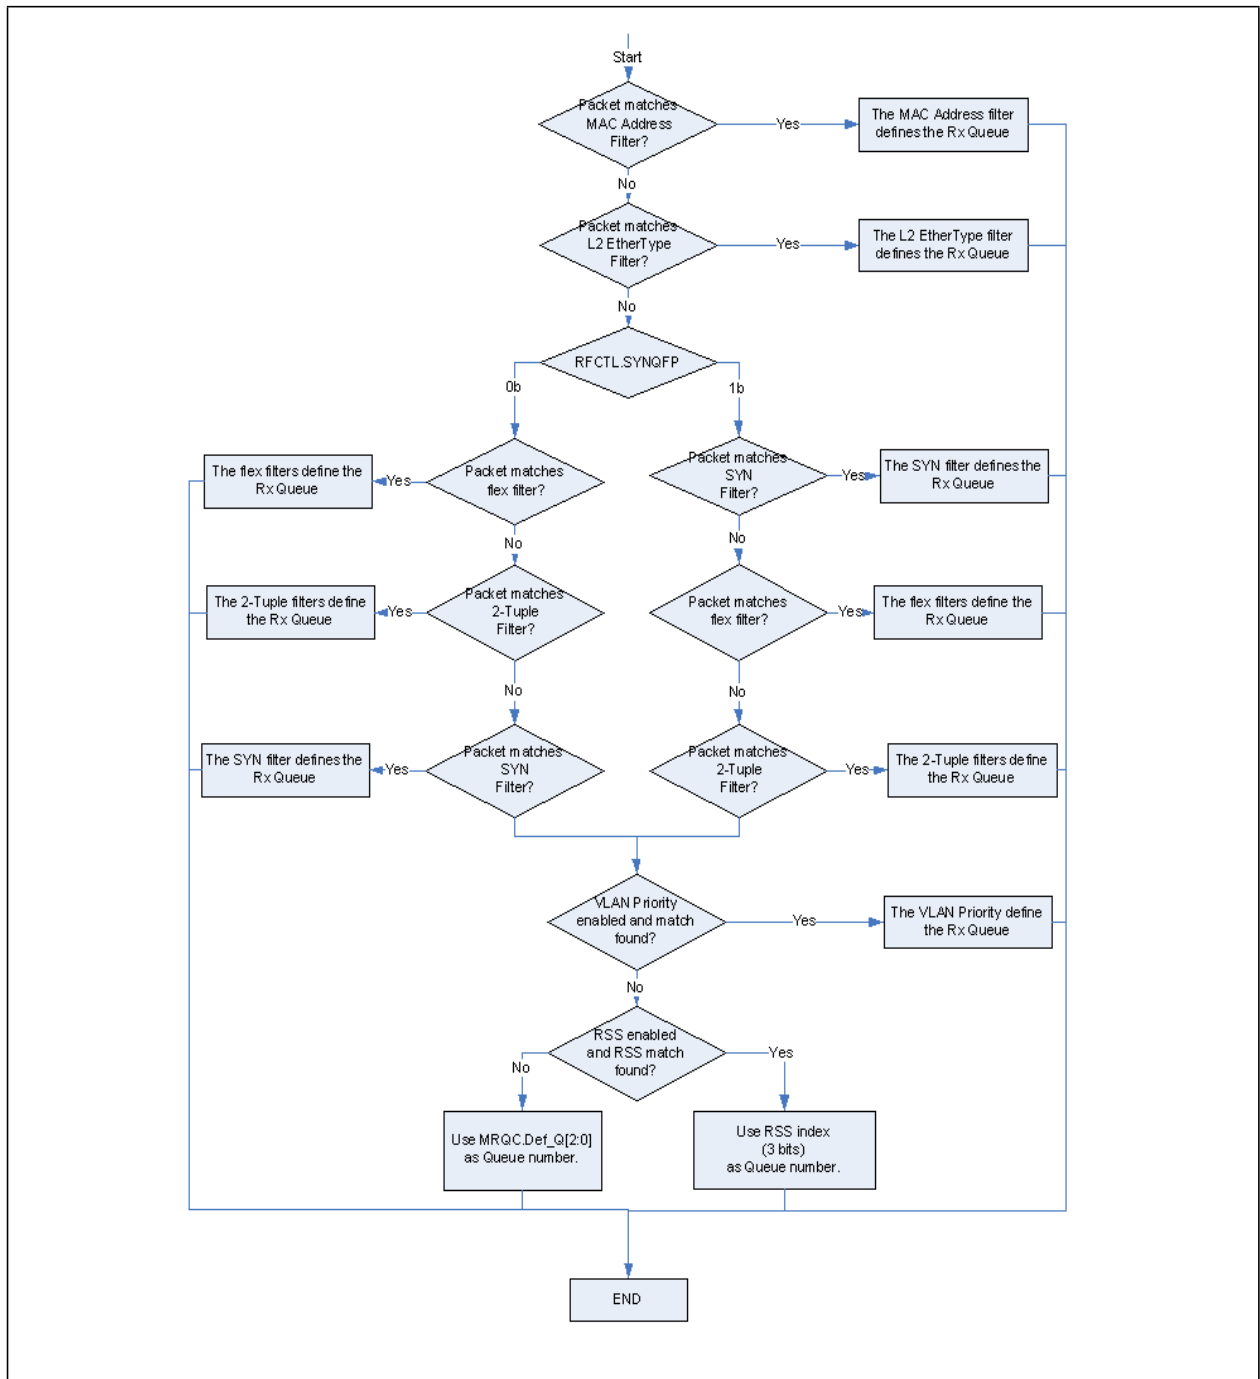 Start
Packet matches
MAC Address
Filter?
Yes
The MAC Address filter
defines the Rx Queue
No
Packet matches
L2 EtherType
Filter?
Yes
The L2 EtherType filter
defines the Rx Queue
No
RFCTL.SYNQFP
0b
1b
The flex filters define the
Rx Queue
Yes
Packet matches
flex filter?
Packet matches
SYN
Filter?
Yes
The SYN filter defines the
Rx Queue
No
No
The 2-Tuple filters define
the Rx Queue
Yes
Packet matches
2-Tuple
Filter?
Packet matches
flex filter?
Yes
The flex filters define the
Rx Queue
No
No
The SYN filter defines the
Rx Queue
Yes
Packet matches
SYN
Filter?
Packet matches
2-Tuple
Filter?
Yes
The 2-Tuple filters define
the Rx Queue
VLAN Priority
enabled and match
found?
Yes
The VLAN Priority define
the Rx Queue
No
RSS enabled
and RSS match
found?
No
Yes
Use MRQC.Def_Q[2:0]
as Queue number.
Use RSS index
(3 bits)
as Queue number.
END